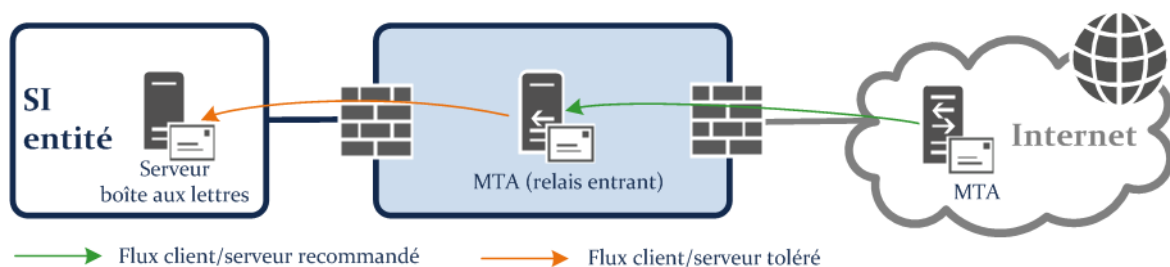 SI
entité
Serveur
boîte aux lettres
MTA (relais entrant)
Internet
MTA
Flux client/serveur recommandé
Flux client/serveur toléré